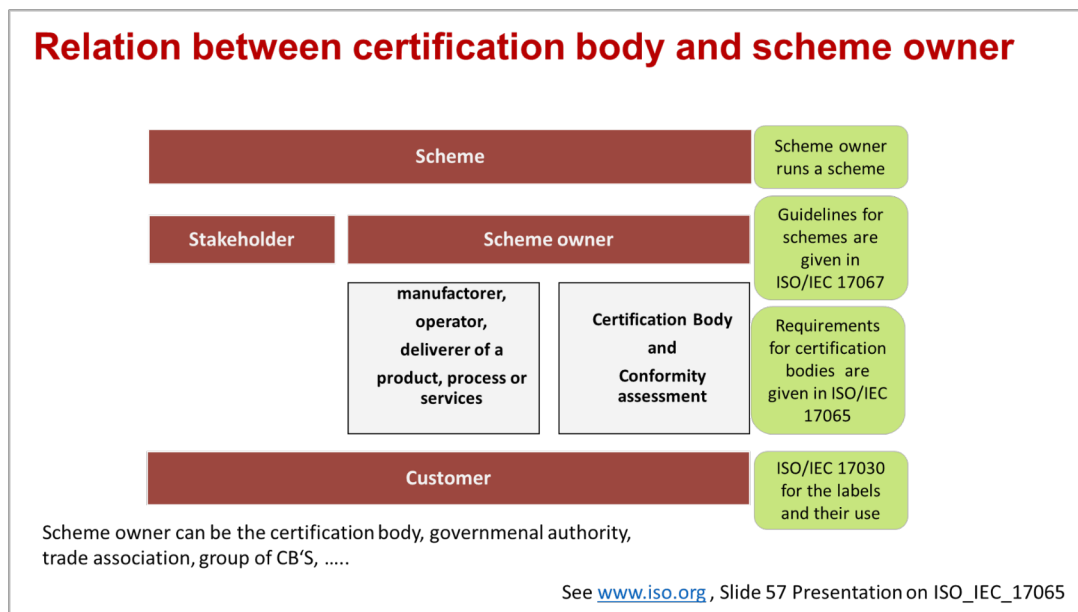 Relation between certification body and scheme owner
Scheme
Scheme owner
runs a scheme
Stakeholder
Scheme owner
Guidelines for
schemes are
given in
ISO/IEC 17067
manufactorer,
operator,
deliverer of a
product, process or
services
Certification Body
and
Conformity
assessment
Requirements
for certification
bodies are
given in ISO/IEC
17065
Customer
ISO/IEC 17030
for the labels
and their use
Scheme owner can be the certification body, governmenal authority,
trade association, group of CB‘S, …..
See www.iso.org , Slide 57 Presentation on ISO_IEC_17065